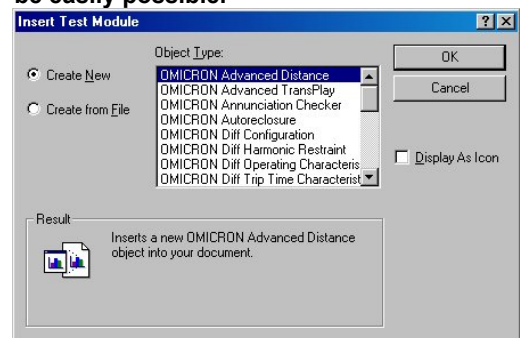 be easily possible.
Insert Test Module
Object Type:
Create New
Create from File
OMICRON Advanced Distance
OMICRON Advanced TransPlay
OMICRON Annunciation Checker
OMICRON Autoreclosure
OMICRON Diff Configuration
OMICRON Diff Harmonic Restraint
OMICRON Diff Operating Characteris
OMICRON Diff Trip Time Characterist
OK
Cancel
Display As Icon
Result
Inserts a new OMICRON Advanced Distance
object into your document.